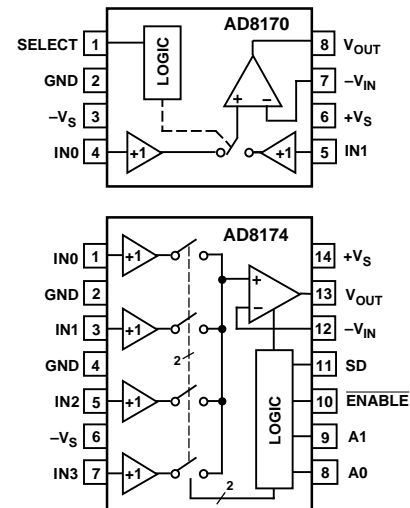 AD8170
SELECT 1
LOGIC
8 VOUT
GND 2
+ −
7 −VIN
−VS 3
6 +VS
IN0 4 +1
+1 5 IN1
AD8174
IN0 1 +1
14 +VS
GND 2
+
13 VOUT
IN1 3 +1
−
12 −VIN
GND 4
2
11 SD
IN2 5 +1
LOGIC
10 ENABLE
−VS 6
9 A1
IN3 7 +1
2
8 A0